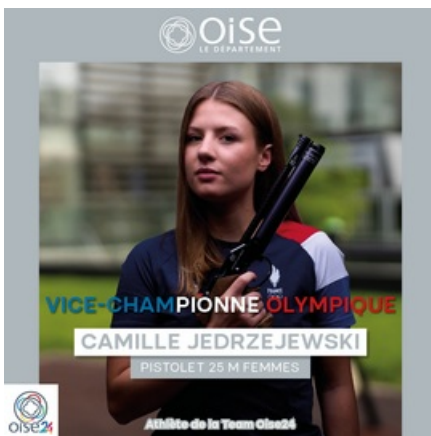 oise
LE DÉPARTEMENT
VICE-CHAMPIONNE OLYMPIQUE
CAMILLE JEDRZEJEWSKI
PISTOLET 25 M FEMMES
oise24
Athlète de la Team Oise24